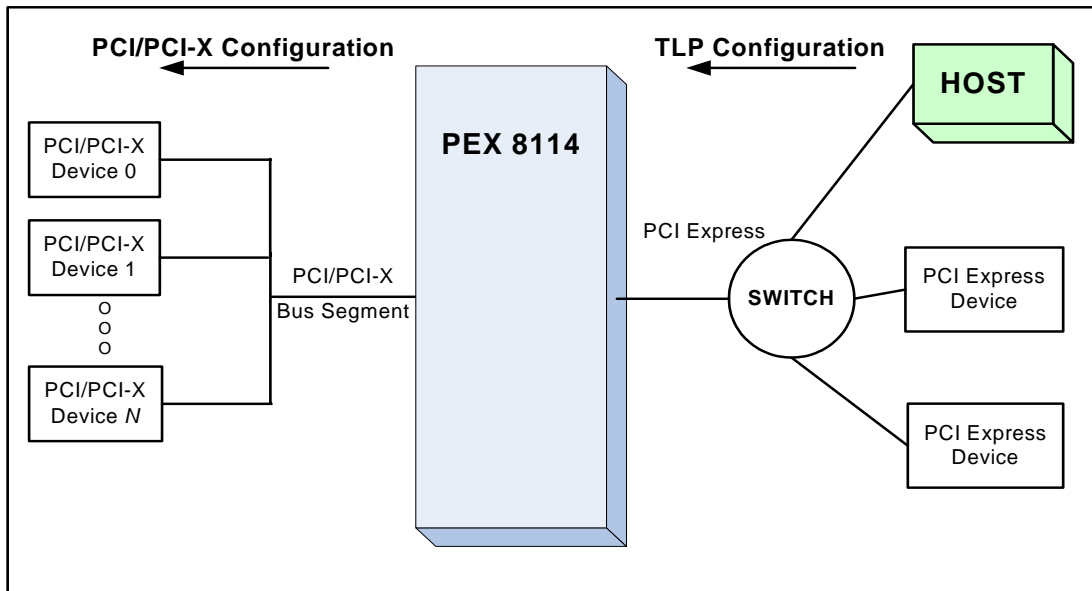 PCI/PCI-X Configuration
TLP Configuration
HOST
PEX 8114
PCI/PCI-X
Device 0
PCI/PCI-X
Device 1
O
O
O
PCI/PCI-X
Device N
PCI/PCI-X
Bus Segment
PCI Express
SWITCH
PCI Express
Device
PCI Express
Device